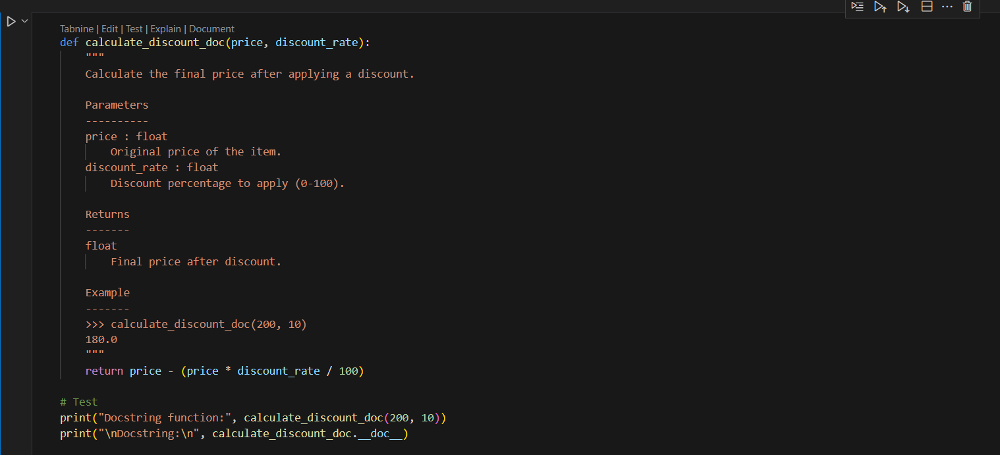 Tabnine | Edit | Test | Explain | Document
def calculate_discount_doc(price, discount_rate):
    """
    Calculate the final price after applying a discount.

    Parameters
    ----------
    price : float
        Original price of the item.
    discount_rate : float
        Discount percentage to apply (0-100).

    Returns
    -------
    float
        Final price after discount.

    Example
    -------
    >>> calculate_discount_doc(200, 10)
    180.0
    """
    return price - (price * discount_rate / 100)

# Test
print("Docstring function:", calculate_discount_doc(200, 10))
print("\nDocstring:\n", calculate_discount_doc.__doc__)